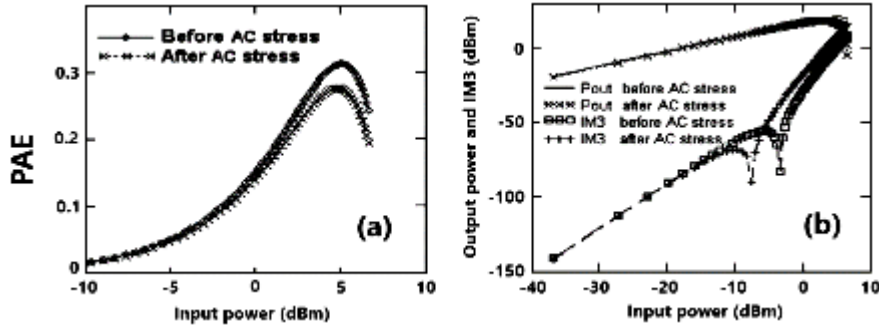 Before AC stress
After AC stress
0.3
0.2
0.1
0
PAE
(a)
-10
-5
0
5
10
Input power (dBm)
0
-50
-100
-150
Output power and IM3 (dBm)
Pout before AC stress
Pout after AC stress
IM3 before AC stress
IM3 after AC stress
(b)
-40
-30
-20
-10
0
10
Input power (dBm)